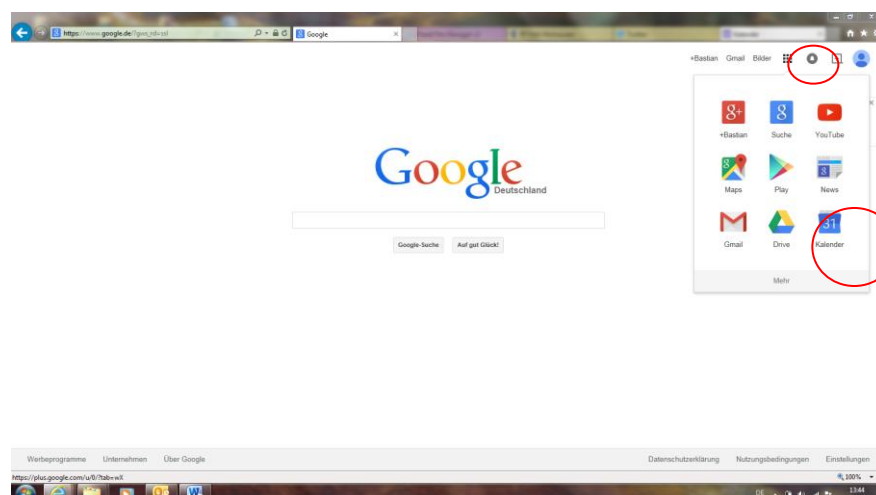 https://www.google.de/?gws_rd=ssl
Google
+Bastian Gmail Bilder
+Bastian Suche YouTube
Maps Play News
31
Gmail Drive Kalender
Mehr
Google
Deutschland
Google-Suche Auf gut Glück!
Werbeprogramme Unternehmen Über Google
Datenschutzerklärung Nutzungsbedingungen Einstellungen
https://plus.google.com/u/0/?tab=wX
100%
DE
13:44